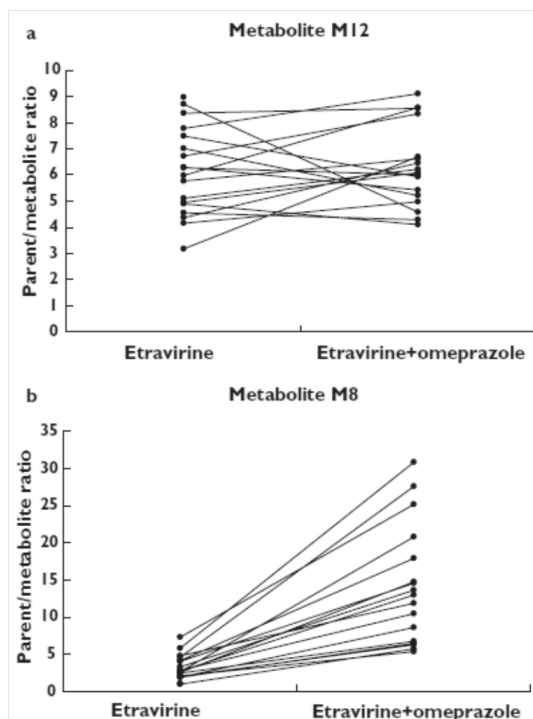 a
Metabolite M12
Parent/metabolite ratio
10
9
8
7
6
5
4
3
2
1
0
Etravirine
Etravirine+omeprazole
b
Metabolite M8
Parent/metabolite ratio
35
30
25
20
15
10
5
0
Etravirine
Etravirine+omeprazole